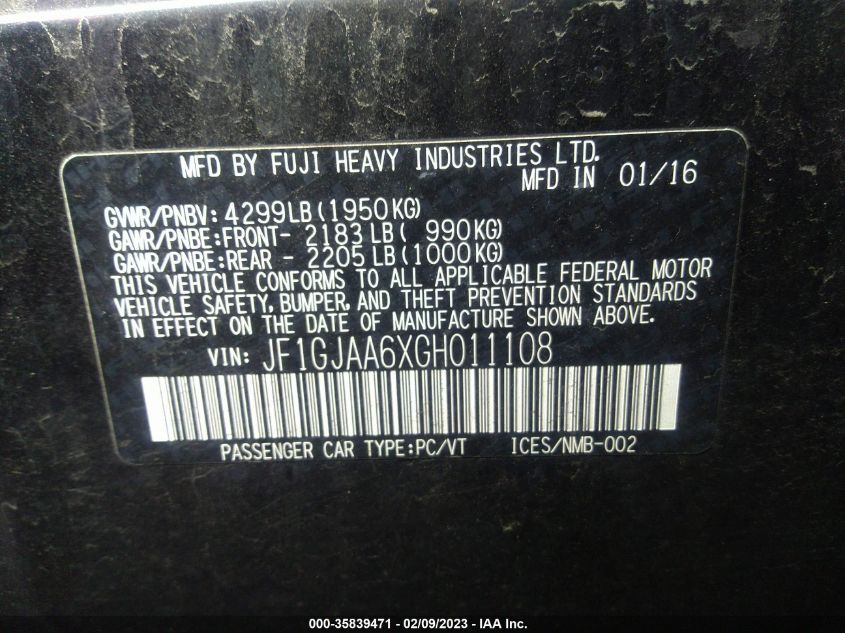 MFD BY FUJI HEAVY INDUSTRIES LTD.
MFD IN 01/16
GVWR/PNBV: 4299LB(1950KG)
GAWR/PNBE:FRONT- 2183 LB( 990KG)
GAWR/PNBE:REAR - 2205 LB(1000KG)
THIS VEHICLE CONFORMS TO ALL APPLICABLE FEDERAL MOTOR
VEHICLE SAFETY, BUMPER, AND THEFT PREVENTION STANDARDS
IN EFFECT ON THE DATE OF MANUFACTURE SHOWN ABOVE.
VIN: JF1GJAA6XGH011108
PASSENGER CAR TYPE:PC/VT ICES/NMB-002
000-35839471 - 02/09/2023 - IAA Inc.